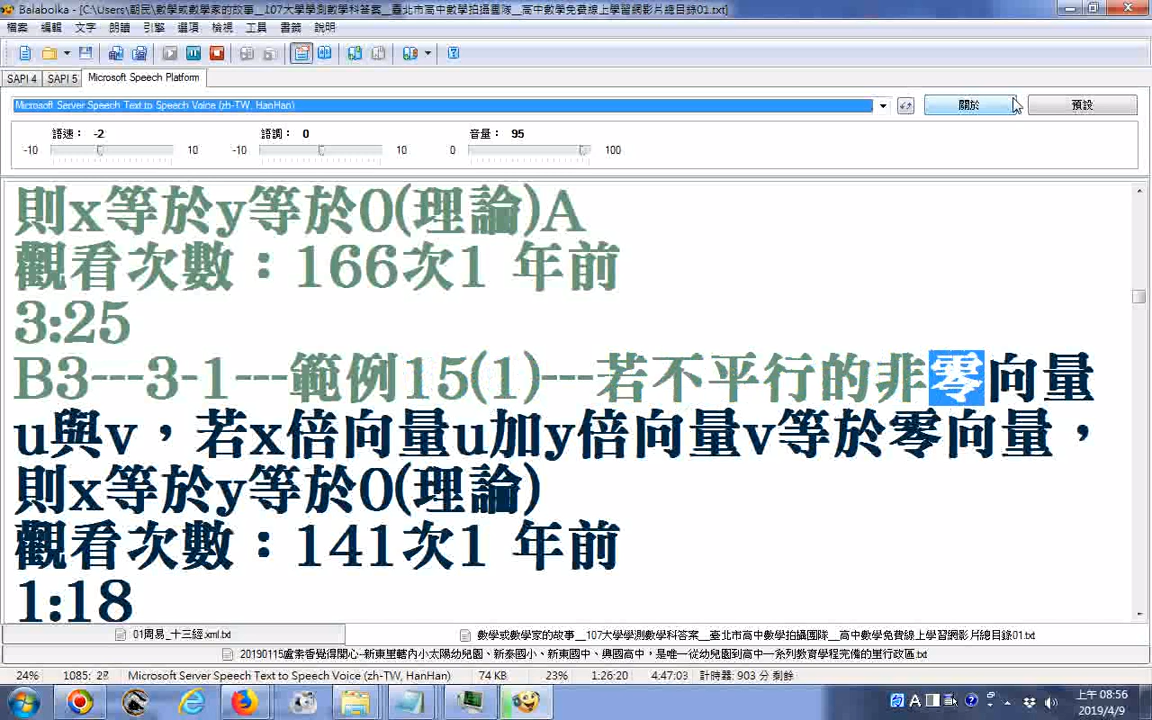 Balabolka - [C:\Users\朝民\數學或數學家的故事__107大學學測數學科答案__臺北市高中數學拍攝團隊__高中數學免費線上學習網影片總目錄01.txt]
檔案 編輯 文字 朗讀 引擎 選項 檢視 工具 書籤 說明
SAPI 4 SAPI 5 Microsoft Speech Platform
Microsoft Server Speech Text to Speech Voice (zh-TW, HanHan) 關於 預設
語速： -2 語調： 0 音量： 95
-10 10 -10 10 0 100
則x等於y等於0(理論)A
觀看次數：166次1 年前
3:25
B3---3-1---範例15(1)---若不平行的非零向量
u與v，若x倍向量u加y倍向量v等於零向量，
則x等於y等於0(理論)
觀看次數：141次1 年前
1:18
01周易_十三經.xml.txt 數學或數學家的故事__107大學學測數學科答案__臺北市高中數學拍攝團隊__高中數學免費線上學習網影片總目錄01.txt
20190115盧素香覺得開心--新東里轄內小太陽幼兒園、新泰國小、新東國中、興國高中，是唯一從幼兒園到高中一系列教育學程完備的里行政區.txt
24% 1085: 28 Microsoft Server Speech Text to Speech Voice (zh-TW, HanHan) 74 KB 23% 1:26:20 4:47:03 計時器: 903 分 剩餘
上午 08:56
2019/4/9